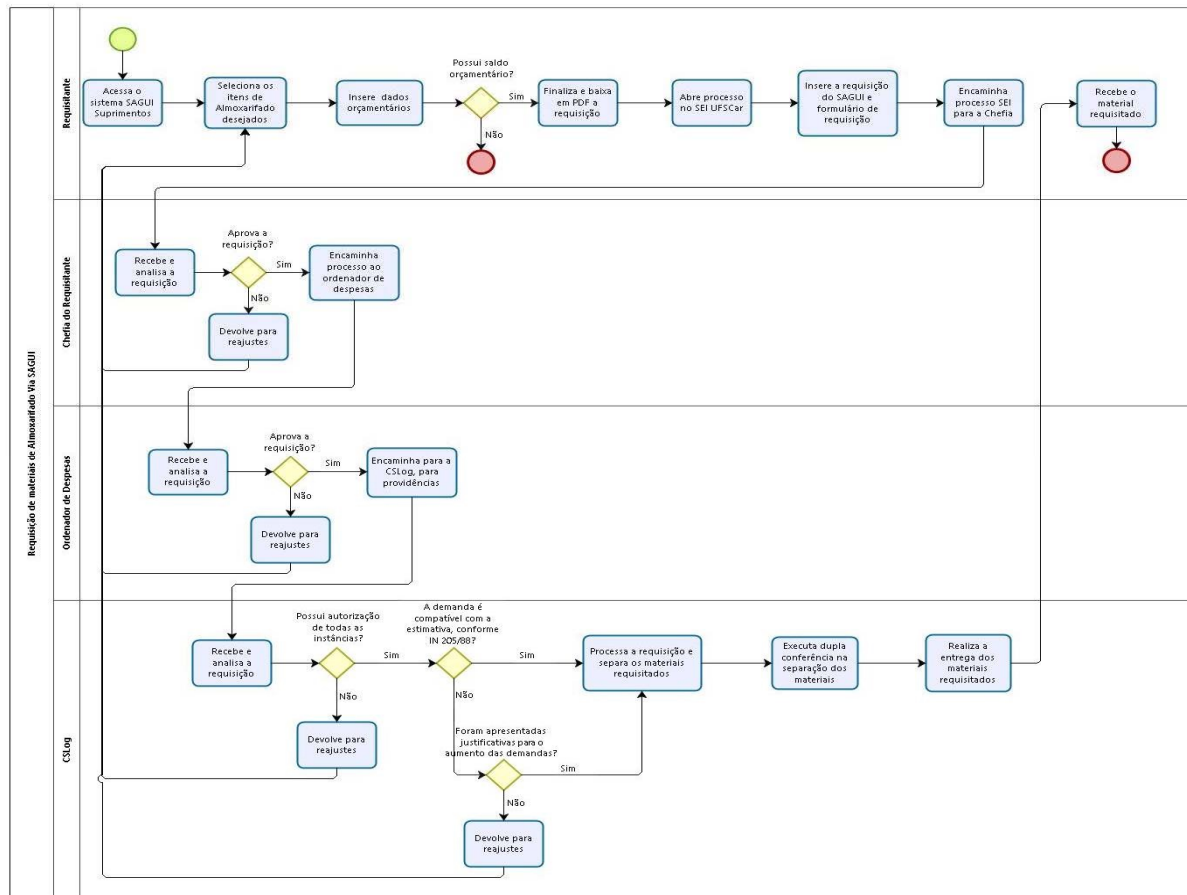 Requisição de materiais de Almoxarifado Via SAGUI
Requisitante
Acessa o
sistema SAGUI
Suprimentos
Seleciona os
itens de
Almoxarifado
desejados
Insere dados
orçamentários
Possui saldo
orçamentário?
Sim
Não
Finaliza e baixa
em PDF a
requisição
Abre processo
no SEI UFSCar
Insere a requisição
do SAGUI e
formulário de
requisição
Encaminha
processo SEI
para a Chefia
Recebe o
material
requisitado
Chefia do Requisitante
Recebe e
analisa a
requisição
Aprova a
requisição?
Sim
Não
Encaminha
processo ao
ordenador de
despesas
Devolve para
reajustes
Ordenador de Despesas
Recebe e
analisa a
requisição
Aprova a
requisição?
Sim
Não
Encaminha para a
CSLog, para
providências
Devolve para
reajustes
CSLog
Recebe e
analisa a
requisição
Possui autorização
de todas as
instâncias?
Sim
Não
Devolve para
reajustes
A demanda é
compatível com a
estimativa, conforme
IN 205/88?
Sim
Não
Foram apresentadas
justificativas para o
aumento das demandas?
Sim
Não
Devolve para
reajustes
Processa a requisição e
separa os materiais
requisitados
Executa dupla
conferência na
separação dos
materiais
Realiza a
entrega dos
materiais
requisitados